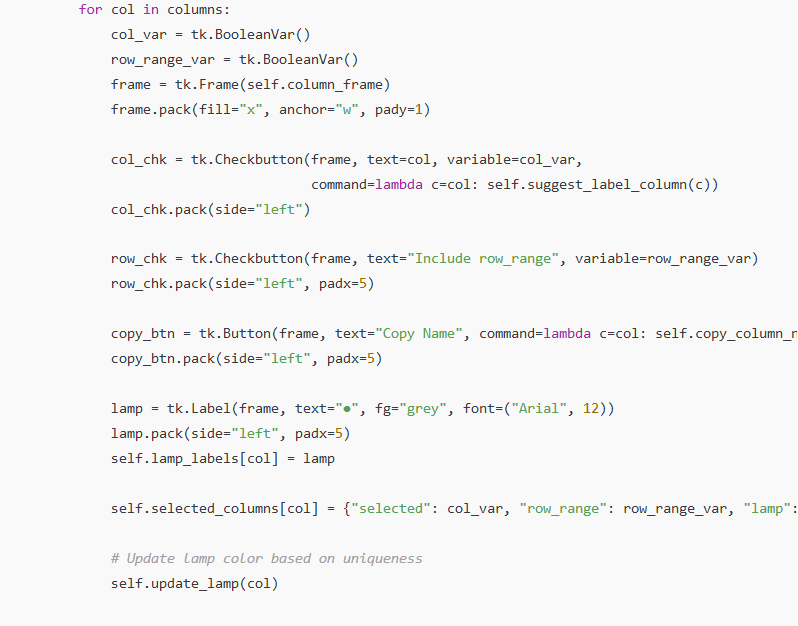 for col in columns:
    col_var = tk.BooleanVar()
    row_range_var = tk.BooleanVar()
    frame = tk.Frame(self.column_frame)
    frame.pack(fill="x", anchor="w", pady=1)

    col_chk = tk.Checkbutton(frame, text=col, variable=col_var,
                             command=lambda c=col: self.suggest_label_column(c))
    col_chk.pack(side="left")

    row_chk = tk.Checkbutton(frame, text="Include row_range", variable=row_range_var)
    row_chk.pack(side="left", padx=5)

    copy_btn = tk.Button(frame, text="Copy Name", command=lambda c=col: self.copy_column_
    copy_btn.pack(side="left", padx=5)

    lamp = tk.Label(frame, text="●", fg="grey", font=("Arial", 12))
    lamp.pack(side="left", padx=5)
    self.lamp_labels[col] = lamp

    self.selected_columns[col] = {"selected": col_var, "row_range": row_range_var, "lamp":

    # Update lamp color based on uniqueness
    self.update_lamp(col)